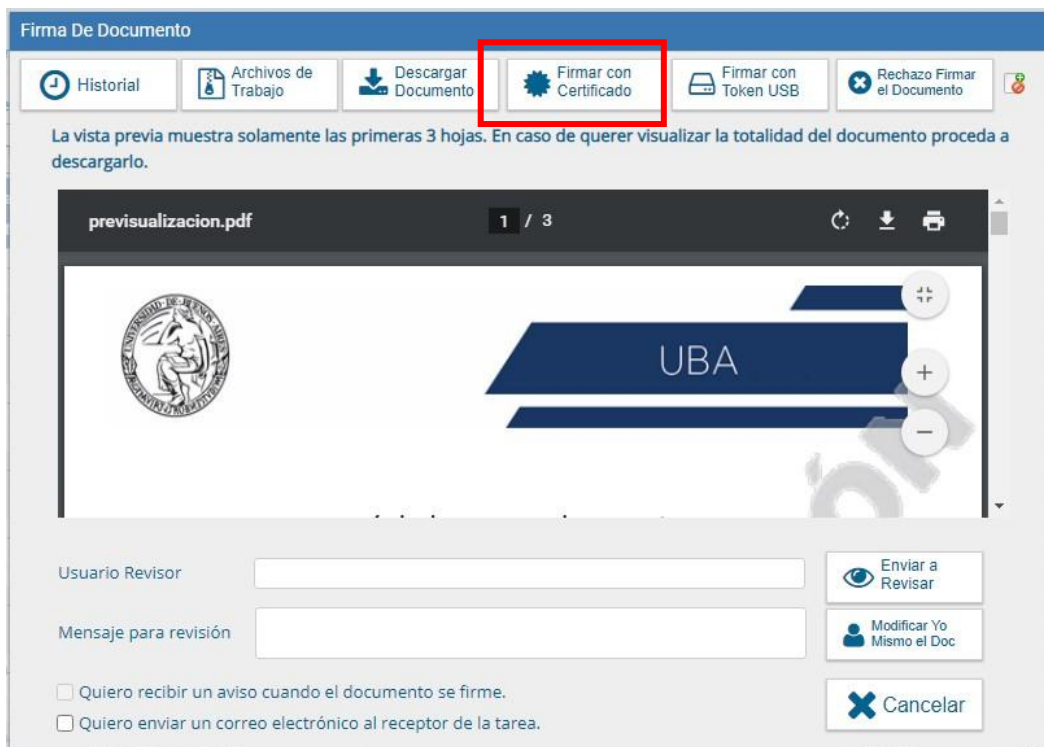 Firma De Documento
Historial
Archivos de
Trabajo
Descargar
Documento
Firmar con
Certificado
Firmar con
Token USB
Rechazo Firmar
el Documento
La vista previa muestra solamente las primeras 3 hojas. En caso de querer visualizar la totalidad del documento proceda a
descargarlo.
previsualizacion.pdf
1 / 3
UBA
Usuario Revisor
Enviar a
Revisar
Mensaje para revisión
Modificar Yo
Mismo el Doc
Quiero recibir un aviso cuando el documento se firme.
Quiero enviar un correo electrónico al receptor de la tarea.
Cancelar